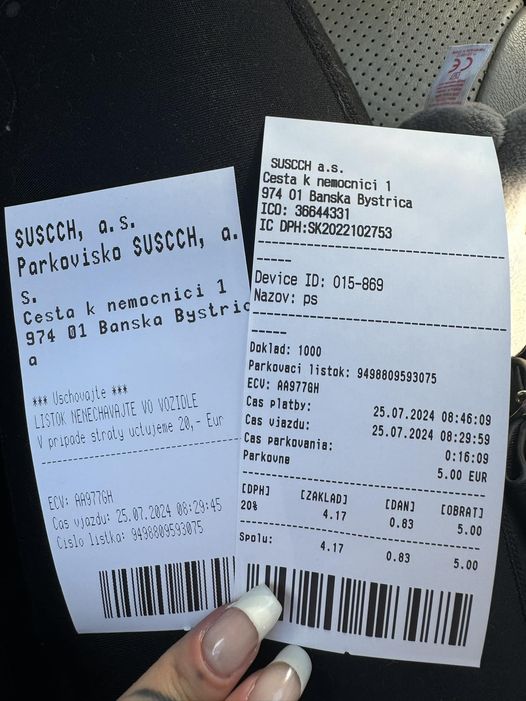 SUSCCH, a.s.
Parkovisko SUSCCH, a.
s.
Cesta k nemocnici 1
974 01 Banska Bystric
a
*** Uschovajte ***
LISTOK NENECHAVAJTE VO VOZIDLE
V pripade straty uctujeme 20,- Eur
ECV: AA977GH
Cas vjazdu: 25.07.2024 08:29:45
Cislo listka: 9498809593075
SUSCCH a.s.
Cesta k nemocnici 1
974 01 Banska Bystrica
ICO: 36644331
IC DPH:SK2022102753
Device ID: 015-869
Nazov: ps
Doklad: 1000
Parkovaci listok: 9498809593075
ECV: AA977GH
Cas platby: 25.07.2024 08:46:09
Cas vjazdu: 25.07.2024 08:29:59
Cas parkovania: 0:16:09
Parkovne 5.00 EUR
[DPH] [ZAKLAD] [DAN] [OBRAT]
20% 4.17 0.83 5.00
Spolu: 4.17 0.83 5.00
CE